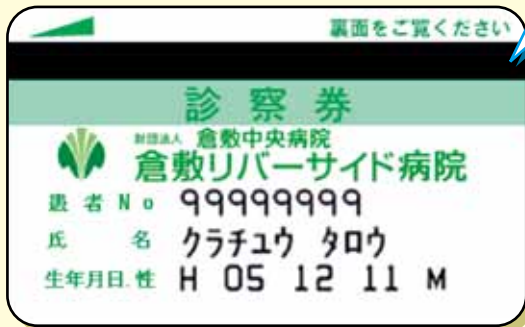 裏面をご覧ください
診察券
財団法人 倉敷中央病院
倉敷リバーサイド病院
患者No 99999999
氏名 クラチュウ タロウ
生年月日.性 H 05 12 11 M